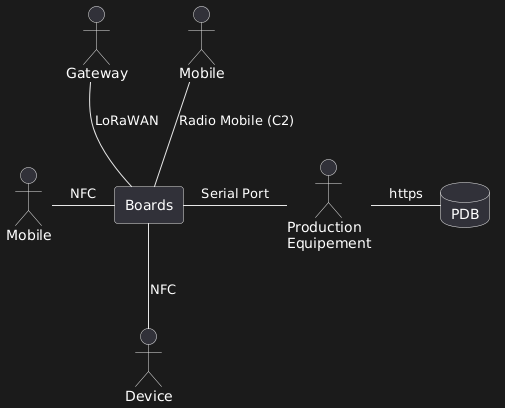 Gateway
Mobile
LoRaWAN
Radio Mobile (C2)
Mobile
NFC
Boards
Serial Port
Production
Equipement
https
PDB
NFC
Device